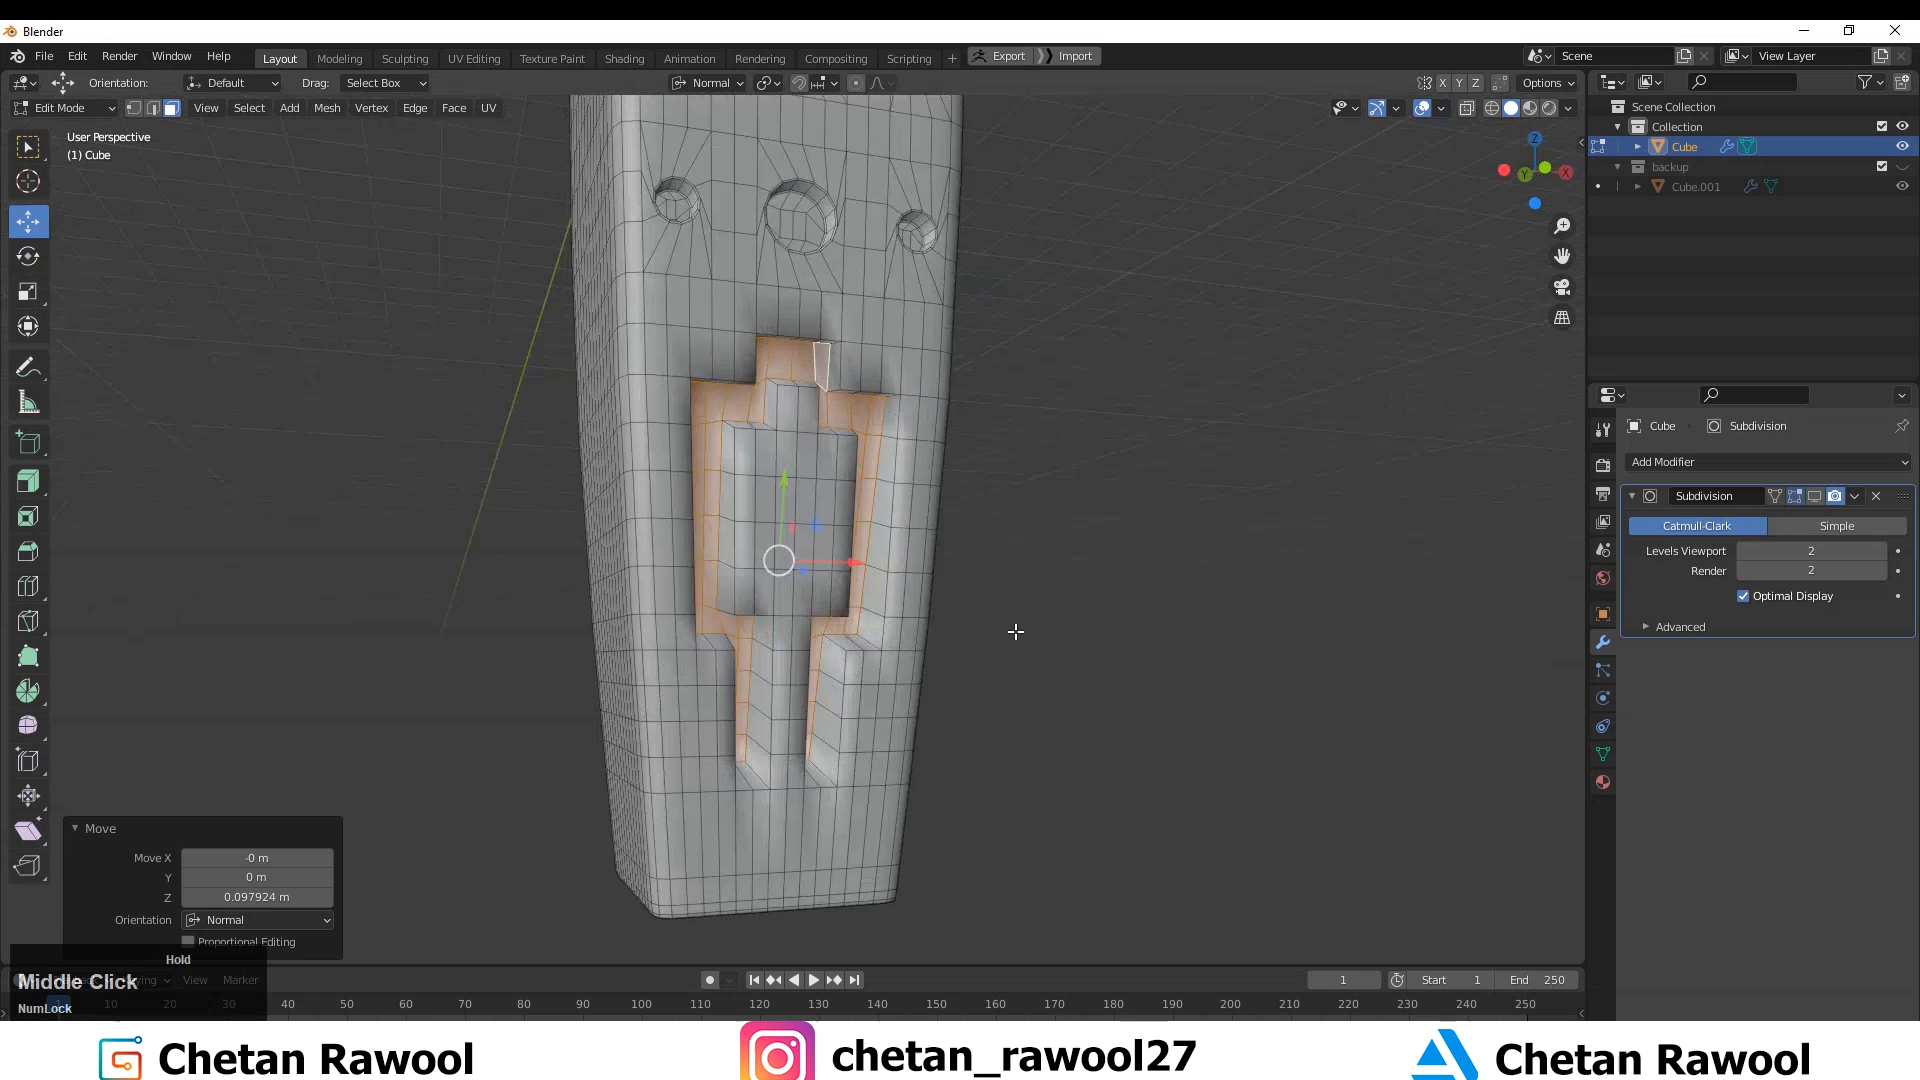 Blender
File Edit Render Window Help Layout Modeling Sculpting UV Editing Texture Paint Shading Animation Rendering Compositing Scripting + Export Import Scene View Layer
Orientation: Default Drag: Select Box Normal X Y Z Options
Edit Mode View Select Add Mesh Vertex Edge Face UV
User Perspective
(1) Cube
Z
Y
X
Scene Collection
Collection
Cube
backup
Cube.001
Cube Subdivision
Add Modifier
Subdivision
Catmull-Clark Simple
Levels Viewport 2
Render 2
Optimal Display
Advanced
Move
Move X -0 m
Y 0 m
Z 0.097924 m
Orientation Normal
Proportional Editing
Hold
Middle Click
NumLock
View Marker
1 Start 1 End 250
1 10 20 30 40 50 60 70 80 90 100 110 120 130 140 150 160 170 180 190 200 210 220 230 240 250
Chetan Rawool chetan_rawool27 Chetan Rawool